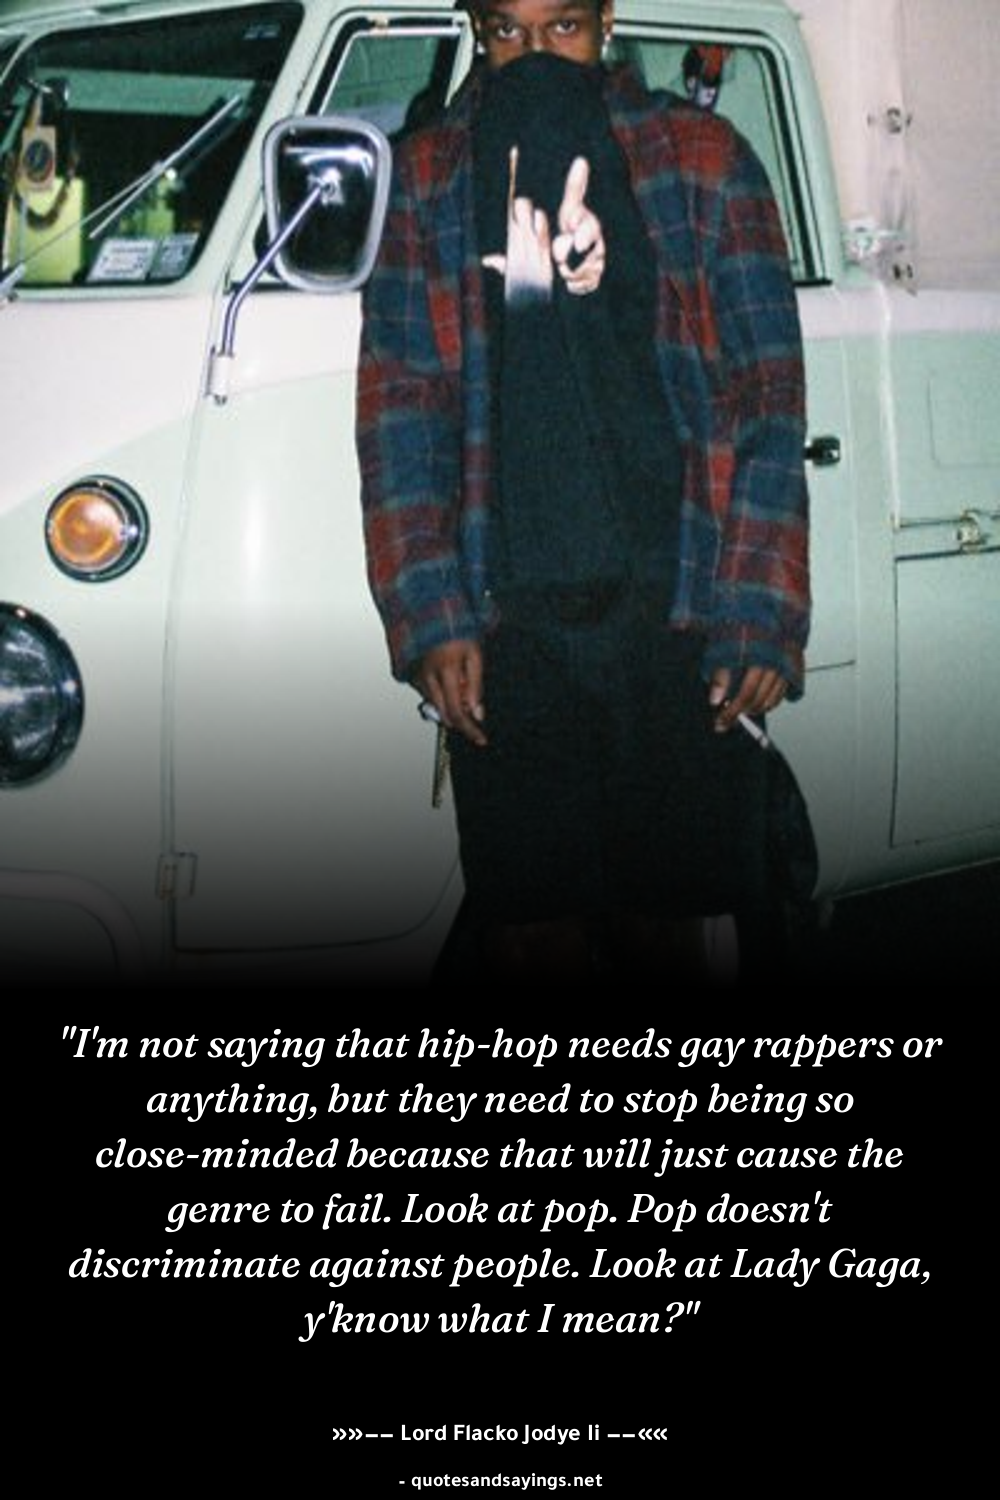 "I'm not saying that hip-hop needs gay rappers or
anything, but they need to stop being so
close-minded because that will just cause the
genre to fail. Look at pop. Pop doesn't
discriminate against people. Look at Lady Gaga,
y'know what I mean?"
»»—— Lord Flacko Jodye Ii ——««
- quotesandsayings.net